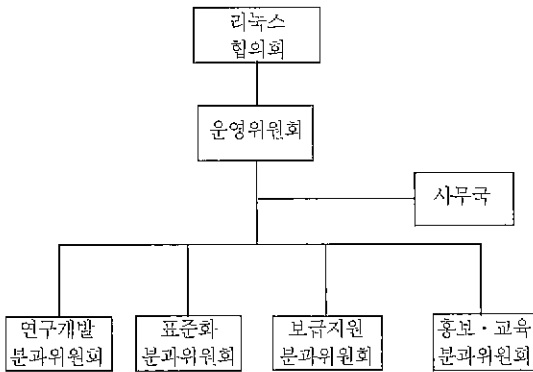 리눅스
협의회
운영위원회
사무국
연구개발
분과위원회
표준화
분과위원회
보급지원
분과위원회
홍보·교육
분과위원회